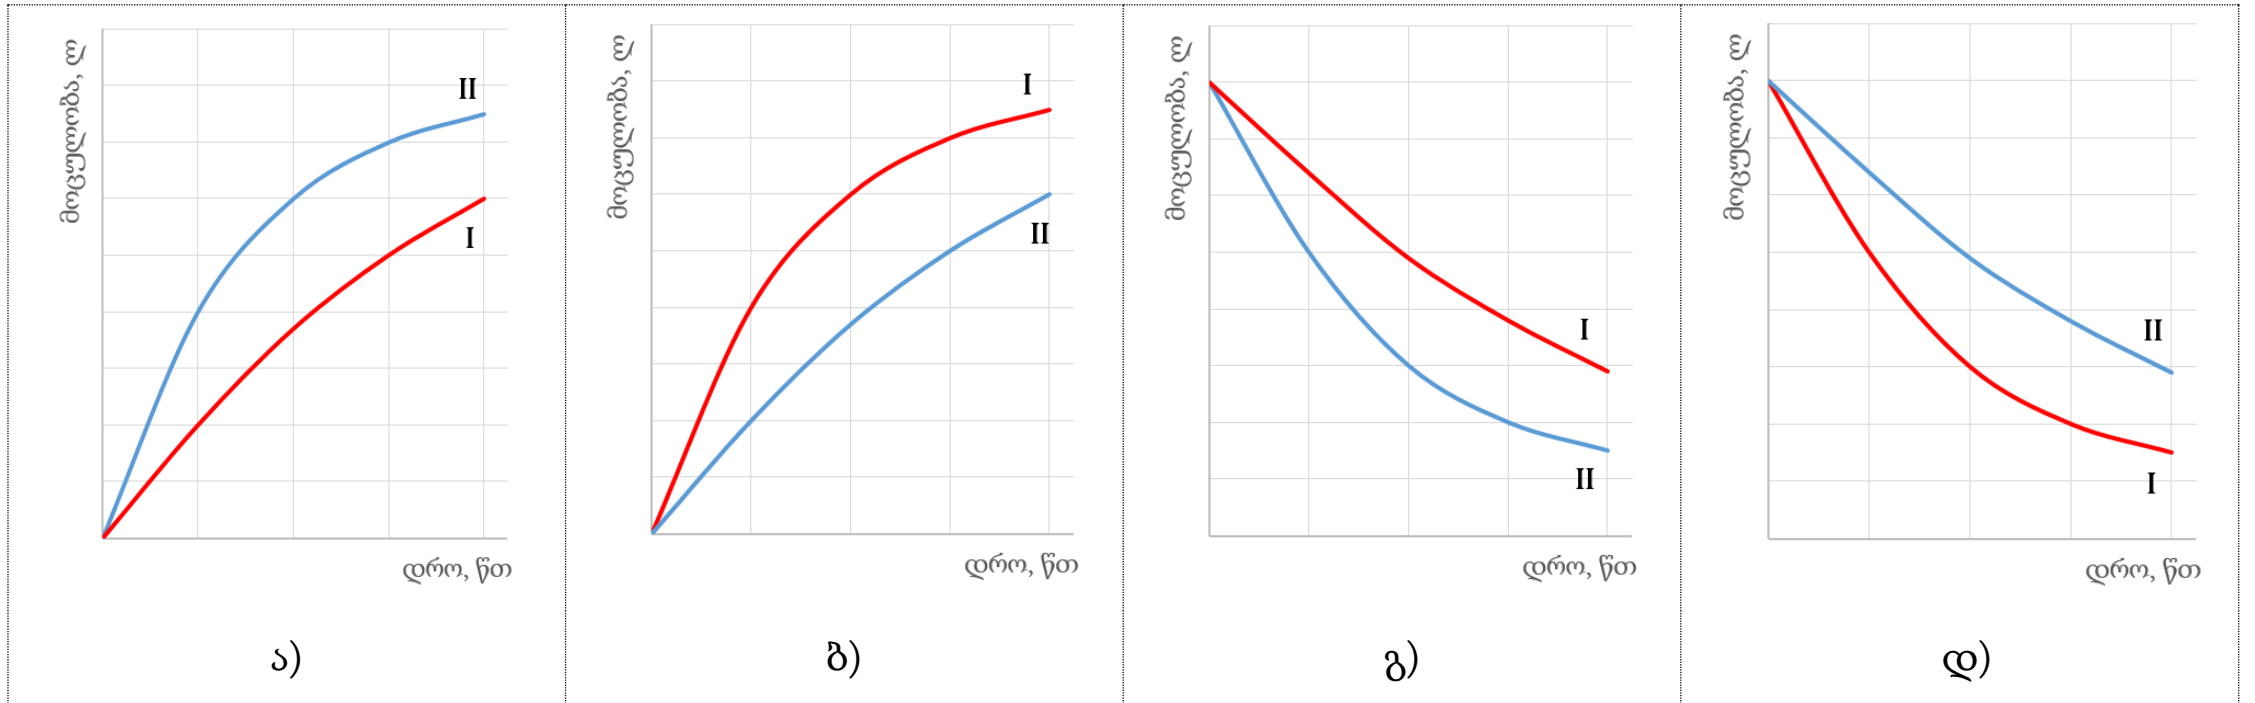 მოცულობა, ლ
II
I
დრო, წთ
ა)
მოცულობა, ლ
I
II
დრო, წთ
ბ)
მოცულობა, ლ
I
II
დრო, წთ
გ)
მოცულობა, ლ
II
I
დრო, წთ
დ)